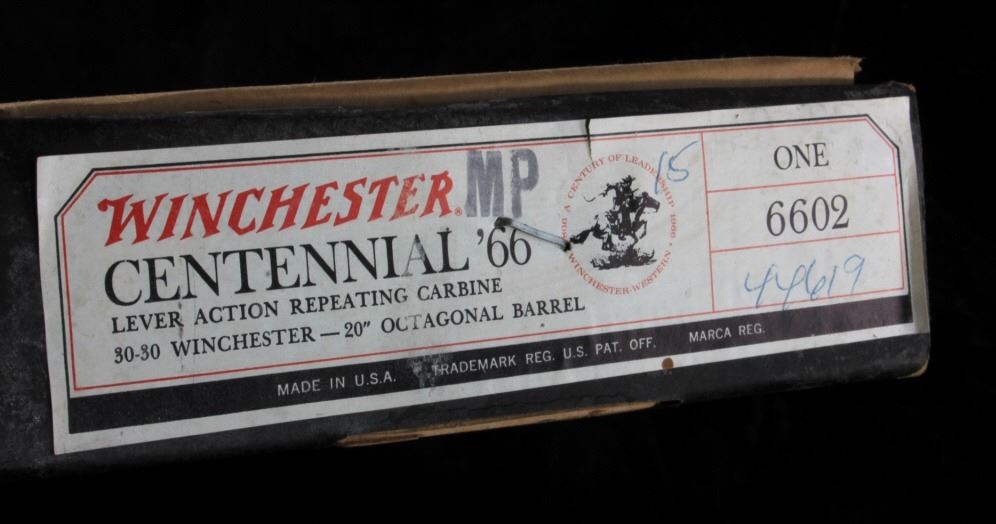 WINCHESTER® MP
CENTENNIAL '66
LEVER ACTION REPEATING CARBINE
30-30 WINCHESTER — 20" OCTAGONAL BARREL
MADE IN U.S.A. TRADEMARK REG. U.S. PAT. OFF. MARCA REG.
A CENTURY OF LEADERSHIP 1866 1966
WINCHESTER-WESTERN
15
ONE
6602
44619